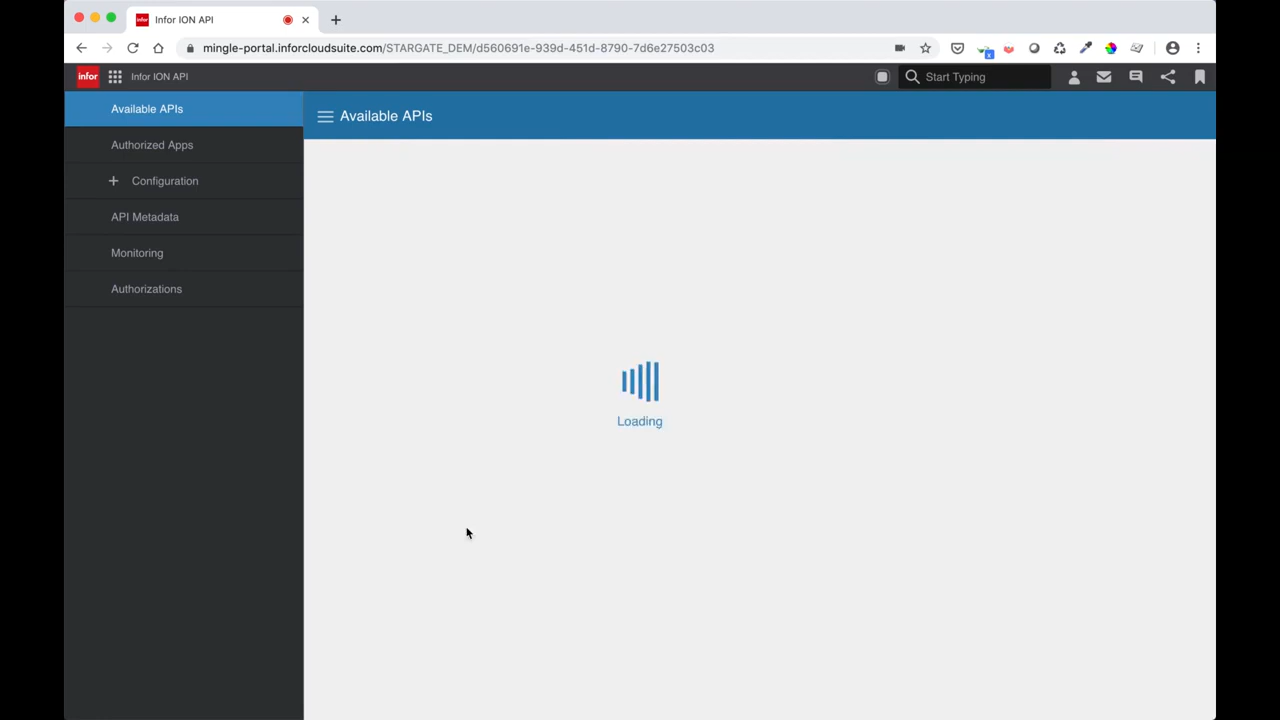 Infor ION API
mingle-portal.inforcloudsuite.com/STARGATE_DEM/d560691e-939d-451d-8790-7d6e27503c03
infor
Infor ION API
Start Typing
Available APIs
Authorized Apps
Configuration
API Metadata
Monitoring
Authorizations
Available APIs
Loading